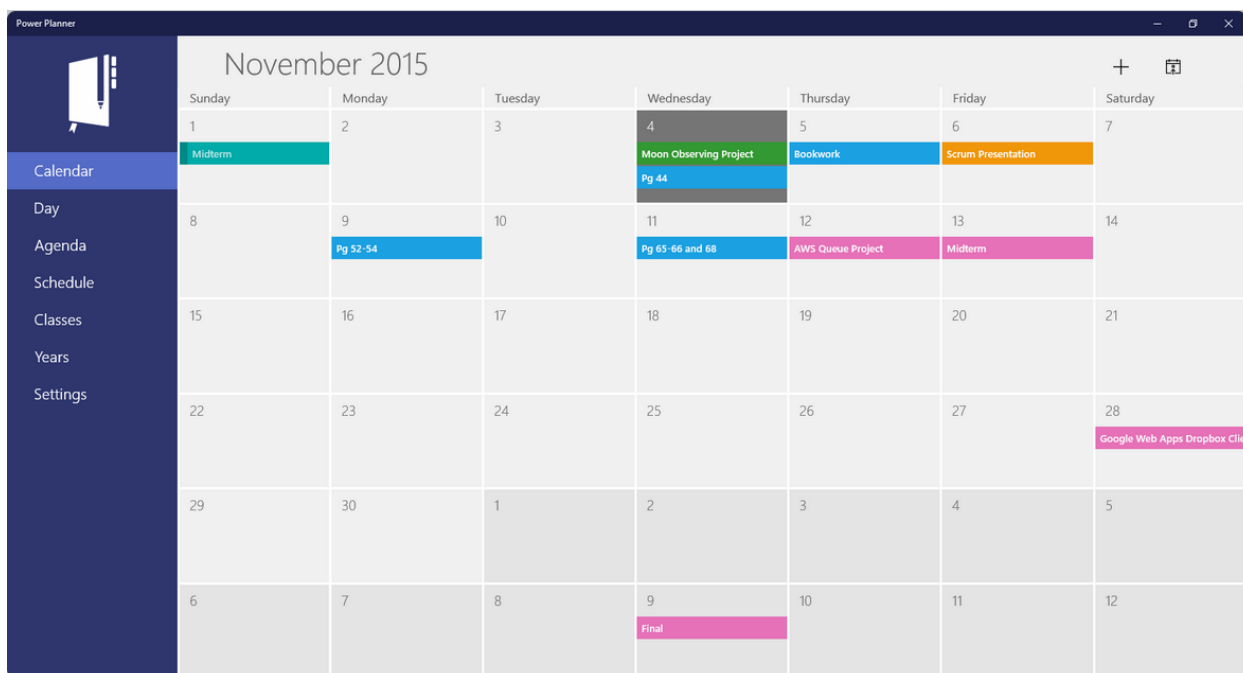 Power Planner
November 2015
Calendar
Day
Agenda
Schedule
Classes
Years
Settings
Sunday Monday Tuesday Wednesday Thursday Friday Saturday
1 2 3 4 5 6 7
Midterm Moon Observing Project Bookwork Scrum Presentation
Pg 44
8 9 10 11 12 13 14
Pg 52-54 Pg 65-66 and 68 AWS Queue Project Midterm
15 16 17 18 19 20 21
22 23 24 25 26 27 28
Google Web Apps Dropbox Clie
29 30 1 2 3 4 5
6 7 8 9 10 11 12
Final